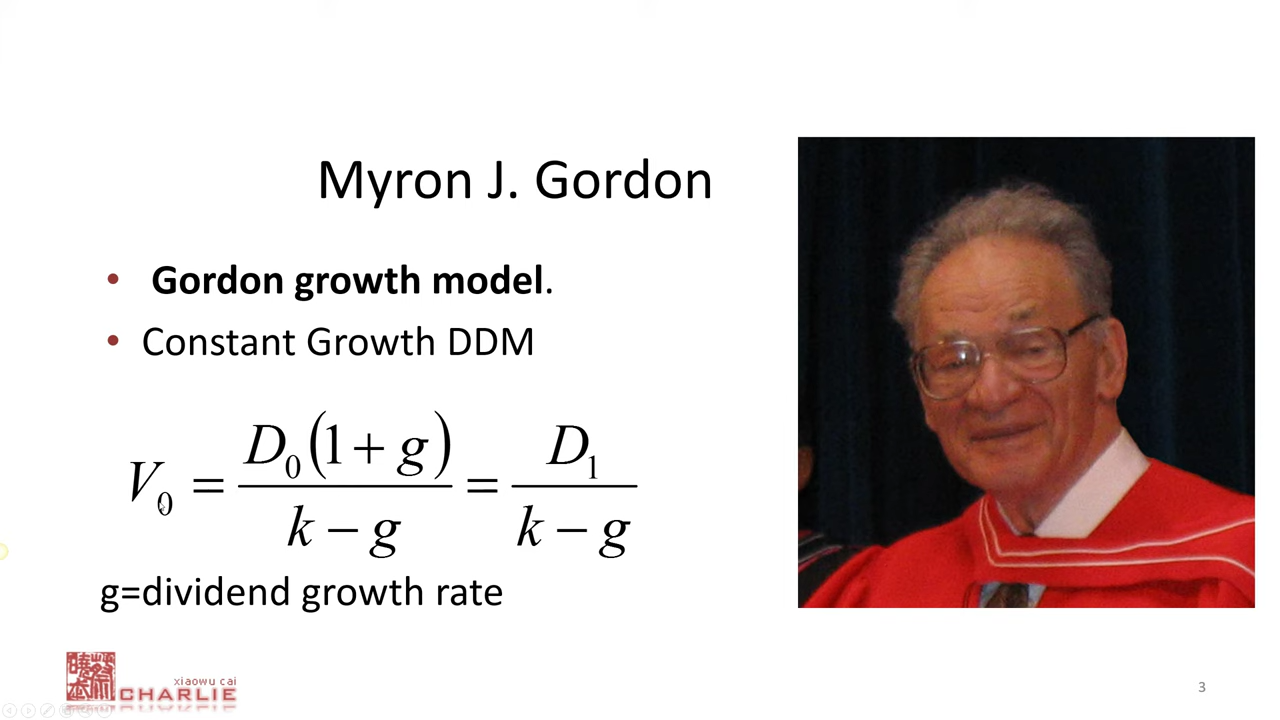 Myron J. Gordon
• Gordon growth model.
• Constant Growth DDM
V₀ = D₀(1 + g) / (k − g) = D₁ / (k − g)
g=dividend growth rate
xiaowu cai
CHARLIE
3